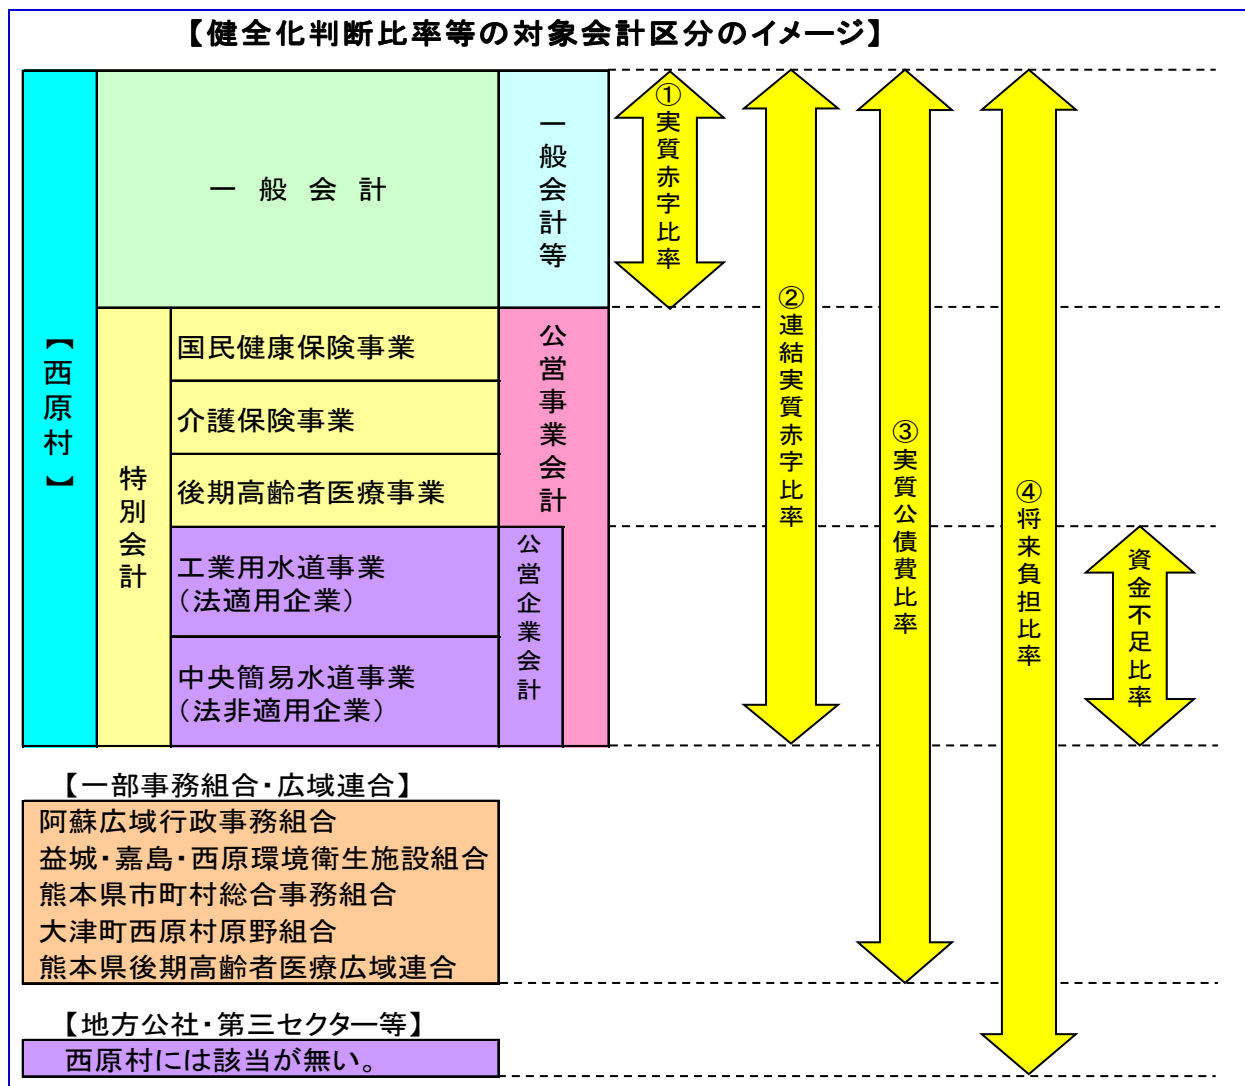 【健全化判断比率等の対象会計区分のイメージ】
【西原村】
一般会計
一般会計等
特別会計
国民健康保険事業
介護保険事業
後期高齢者医療事業
工業用水道事業
（法適用企業）
中央簡易水道事業
（法非適用企業）
公営事業会計
公営企業会計
①実質赤字比率
②連結実質赤字比率
③実質公債費比率
④将来負担比率
資金不足比率
【一部事務組合・広域連合】
阿蘇広域行政事務組合
益城・嘉島・西原環境衛生施設組合
熊本県市町村総合事務組合
大津町西原村原野組合
熊本県後期高齢者医療広域連合
【地方公社・第三セクター等】
西原村には該当が無い。